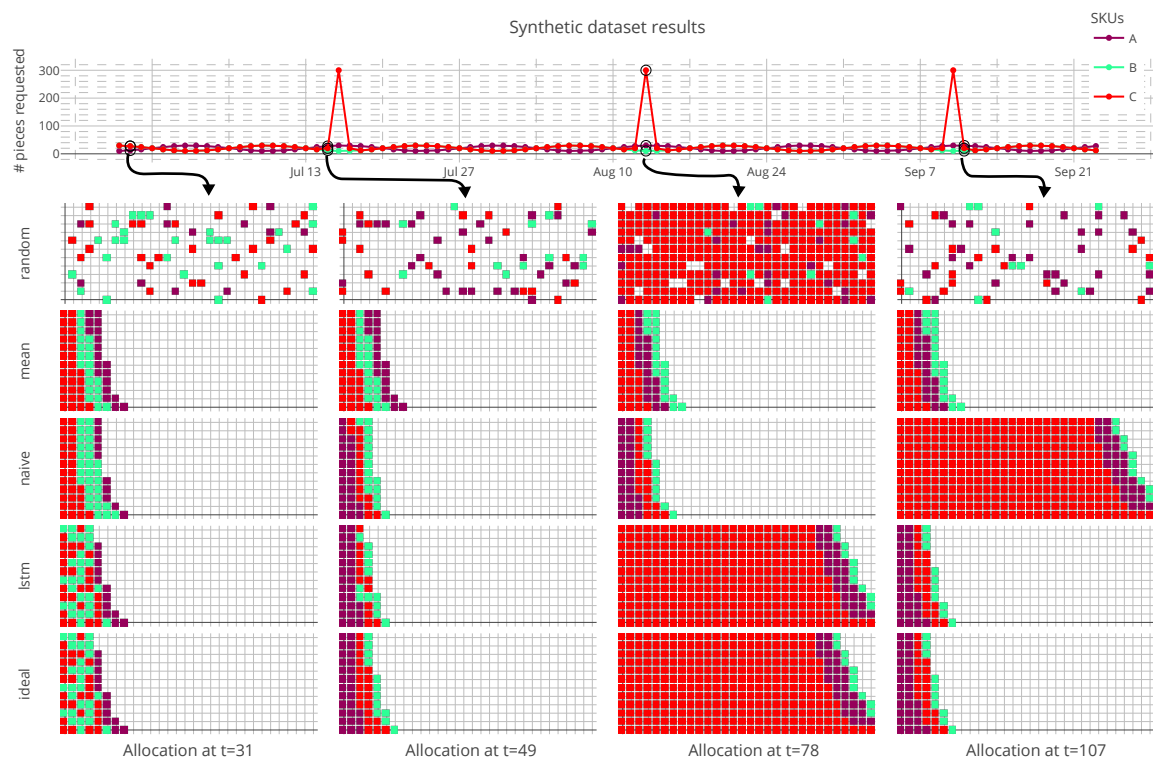 Synthetic dataset results
SKUs
A
B
C
# pieces requested
300
200
100
0
Jul 13
Jul 27
Aug 10
Aug 24
Sep 7
Sep 21
random
mean
naive
lstm
ideal
Allocation at t=31
Allocation at t=49
Allocation at t=78
Allocation at t=107